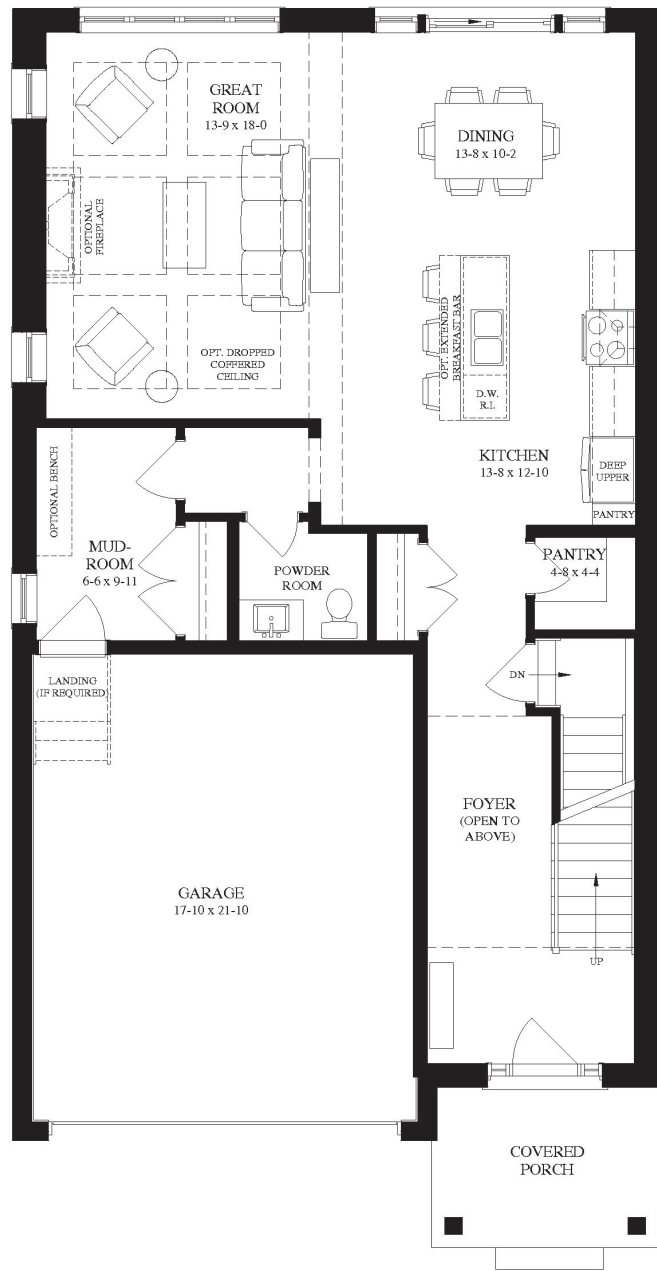 GREAT
ROOM
13-9 x 18-0
DINING
13-8 x 10-2
OPTIONAL
FIREPLACE
OPT. EXTENDED
BREAKFAST BAR
OPT. DROPPED
COFFERED
CEILING
D.W.
R.I.
KITCHEN
13-8 x 12-10
DEEP
UPPER
PANTRY
OPTIONAL BENCH
MUD-
ROOM
6-6 x 9-11
POWDER
ROOM
PANTRY
4-8 x 4-4
LANDING
(IF REQUIRED)
DN
FOYER
(OPEN TO
ABOVE)
GARAGE
17-10 x 21-10
UP
COVERED
PORCH